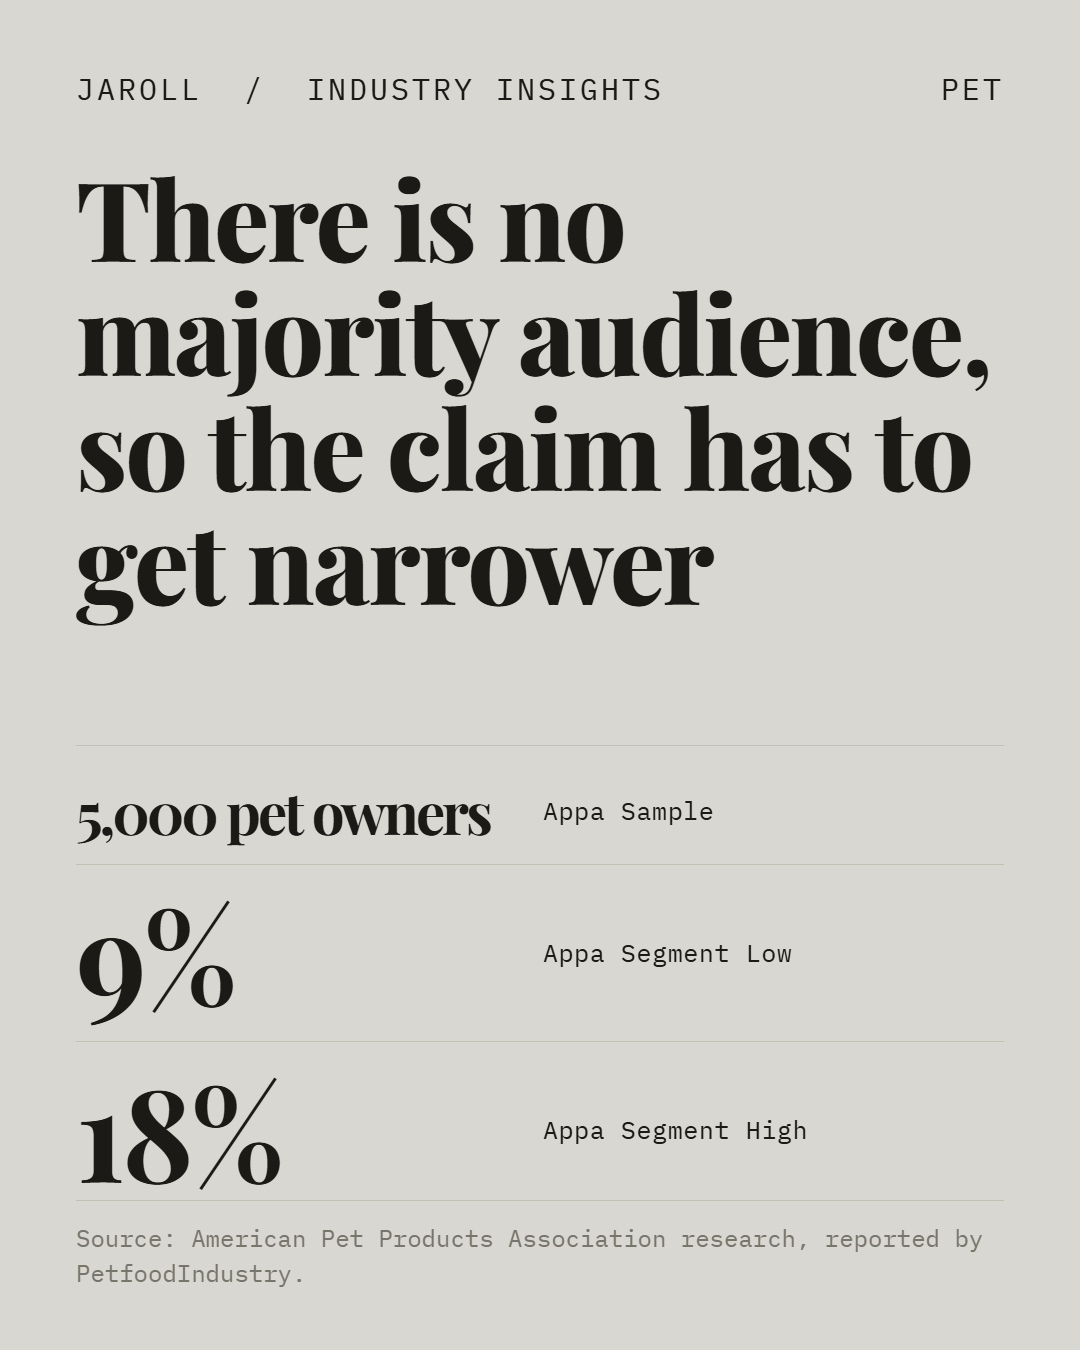 JAROLL / INDUSTRY INSIGHTS PET
There is no
majority audience,
so the claim has to
get narrower
5,000 pet owners Appa Sample
9% Appa Segment Low
18% Appa Segment High
Source: American Pet Products Association research, reported by
PetfoodIndustry.